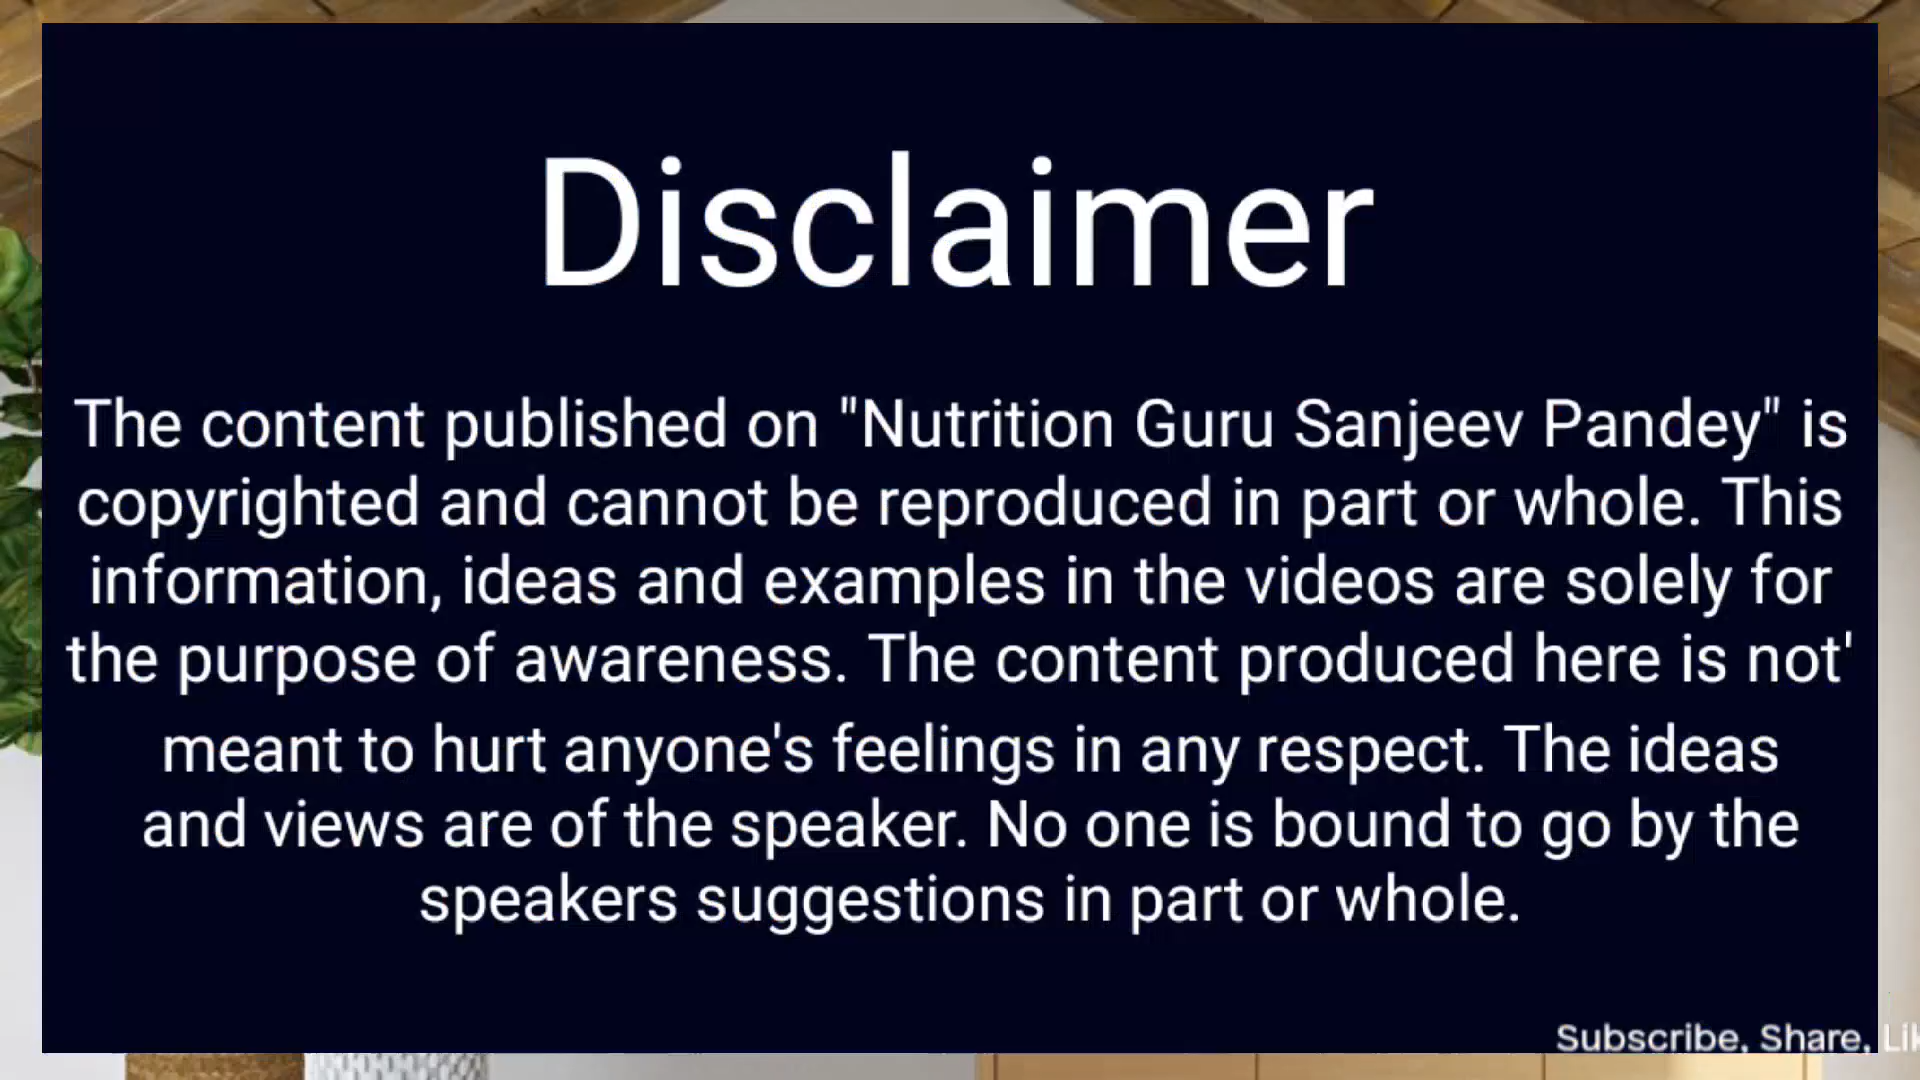 Disclaimer
The content published on "Nutrition Guru Sanjeev Pandey" is
copyrighted and cannot be reproduced in part or whole. This
information, ideas and examples in the videos are solely for
the purpose of awareness. The content produced here is not'
meant to hurt anyone's feelings in any respect. The ideas
and views are of the speaker. No one is bound to go by the
speakers suggestions in part or whole.
Subscribe, Share,